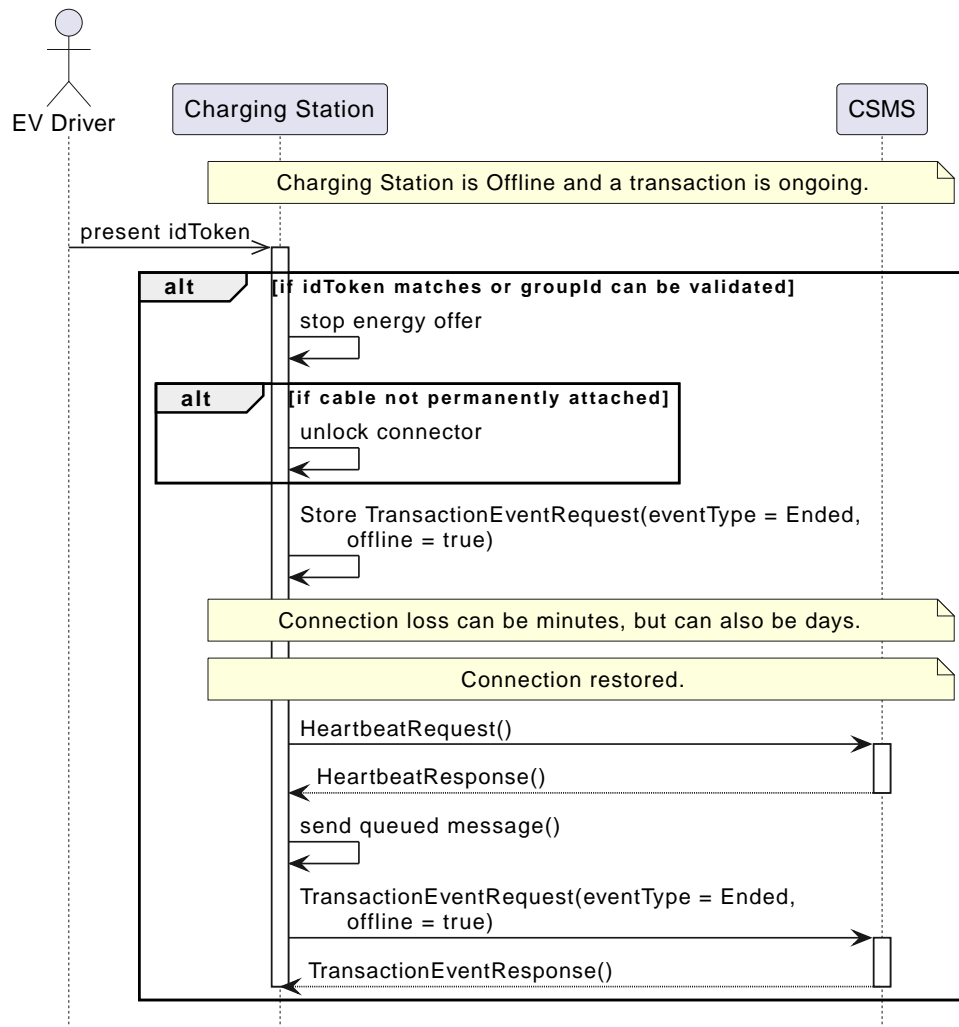 EV Driver
Charging Station
CSMS
Charging Station is Offline and a transaction is ongoing.
present idToken
alt
[if idToken matches or groupId can be validated]
stop energy offer
alt
[if cable not permanently attached]
unlock connector
Store TransactionEventRequest(eventType = Ended,
offline = true)
Connection loss can be minutes, but can also be days.
Connection restored.
HeartbeatRequest()
HeartbeatResponse()
send queued message()
TransactionEventRequest(eventType = Ended,
offline = true)
TransactionEventResponse()